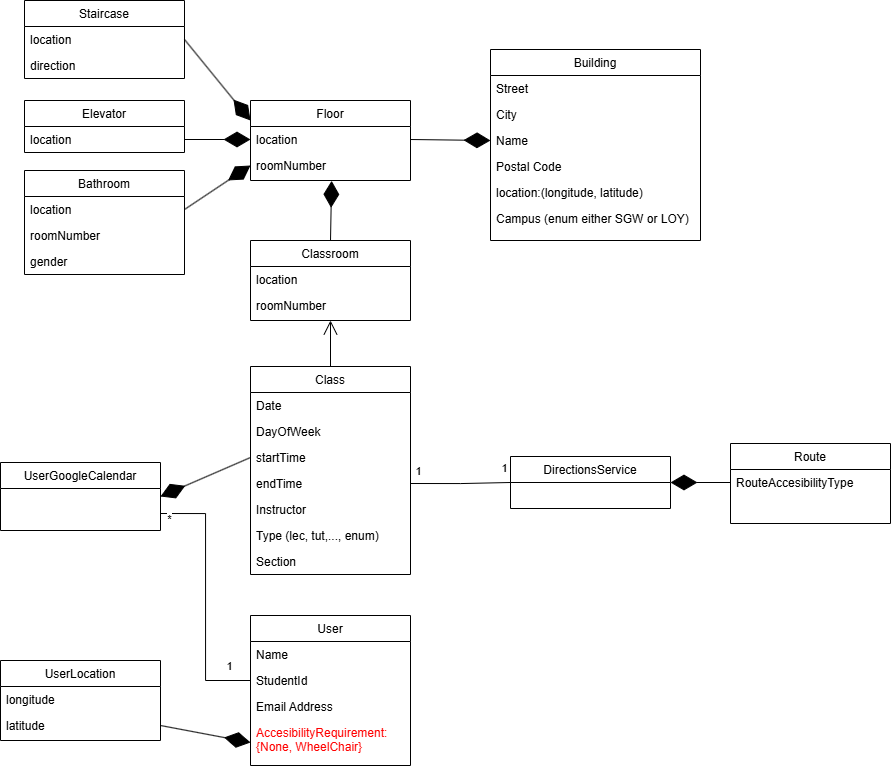 Staircase
location
direction
Elevator
location
Bathroom
location
roomNumber
gender
Floor
location
roomNumber
Building
Street
City
Name
Postal Code
location:(longitude, latitude)
Campus (enum either SGW or LOY)
Classroom
location
roomNumber
Class
Date
DayOfWeek
startTime
endTime
Instructor
Type (lec, tut,..., enum)
Section
UserGoogleCalendar
*
1
1
1
DirectionsService
Route
RouteAccesibilityType
User
Name
StudentId
Email Address
AccesibilityRequirement:
{None, WheelChair}
UserLocation
longitude
latitude